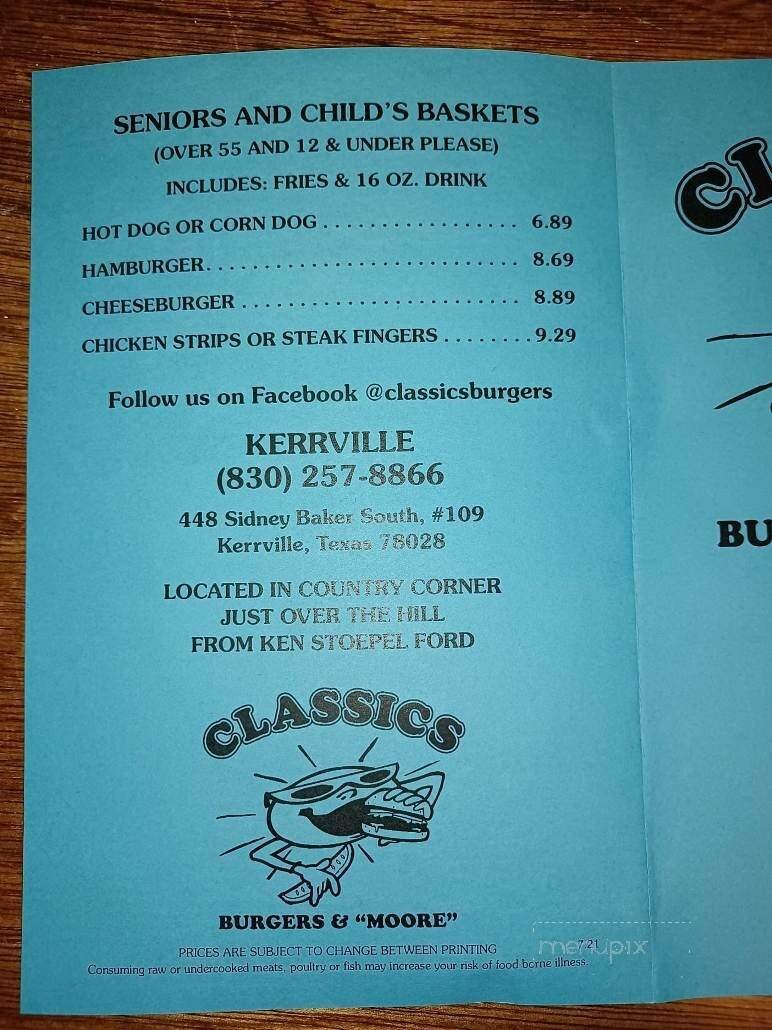 SENIORS AND CHILD'S BASKETS
(OVER 55 AND 12 & UNDER PLEASE)
INCLUDES: FRIES & 16 OZ. DRINK
HOT DOG OR CORN DOG . . . . . . . . . . . . . . . . . . 6.89
HAMBURGER. . . . . . . . . . . . . . . . . . . . . . . . . . . . 8.69
CHEESEBURGER . . . . . . . . . . . . . . . . . . . . . . . . . 8.89
CHICKEN STRIPS OR STEAK FINGERS . . . . . . . . 9.29
Follow us on Facebook @classicsburgers
KERRVILLE
(830) 257-8866
448 Sidney Baker South, #109
Kerrville, Texas 78028
LOCATED IN COUNTRY CORNER
JUST OVER THE HILL
FROM KEN STOEPEL FORD
CLASSICS
BURGERS & "MOORE"
PRICES ARE SUBJECT TO CHANGE BETWEEN PRINTING
7.21
Consuming raw or undercooked meats, poultry or fish may increase your risk of food borne illness.
menupix
CL
BU